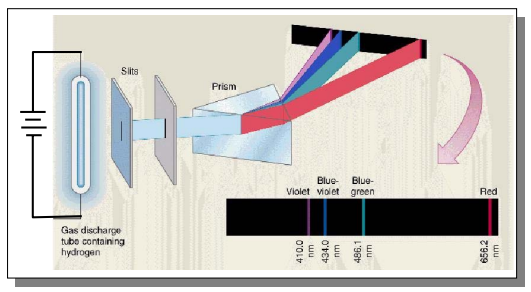 Slits
Prism
Blue-
Blue-
Violet violet green Red
410.0
nm
434.0
nm
486.1
nm
656.2
nm
Gas discharge
tube containing
hydrogen